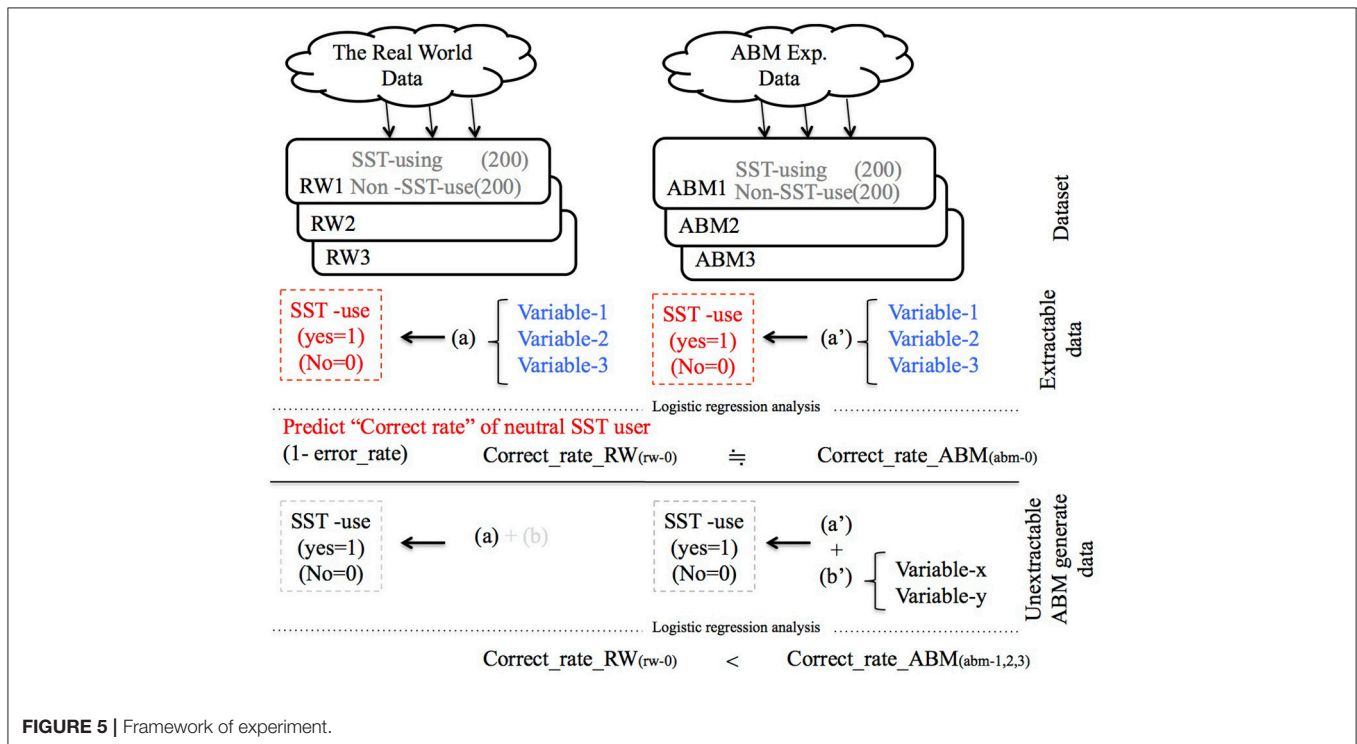 The Real World
Data
ABM Exp.
Data
SST-using (200)
RW1 Non -SST-use(200)
RW2
RW3
SST-using (200)
ABM1 Non-SST-use(200)
ABM2
ABM3
Dataset
SST -use
(yes=1)
(No=0)
(a)
Variable-1
Variable-2
Variable-3
SST -use
(yes=1)
(No=0)
(a’)
Variable-1
Variable-2
Variable-3
Extractable
data
Logistic regression analysis
Predict “Correct rate” of neutral SST user
(1- error_rate) Correct_rate_RW(rw-0) ≒ Correct_rate_ABM(abm-0)
SST -use
(yes=1)
(No=0)
(a) + (b)
SST -use
(yes=1)
(No=0)
(a’)
+
(b’)
Variable-x
Variable-y
Unextractable
ABM generate
data
Logistic regression analysis
Correct_rate_RW(rw-0) < Correct_rate_ABM(abm-1,2,3)
FIGURE 5 | Framework of experiment.